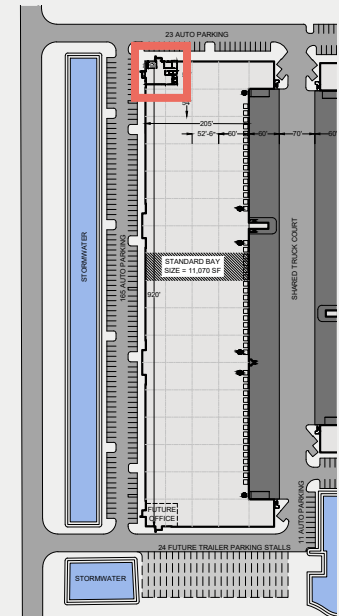 23 AUTO PARKING
205'
52'-6"
60'
60'
70'
60'
STORMWATER
165 AUTO PARKING
STANDARD BAY
SIZE = 11,070 SF
SHARED TRUCK COURT
920'
FUTURE
OFFICE
11 AUTO PARKING
24 FUTURE TRAILER PARKING STALLS
STORMWATER